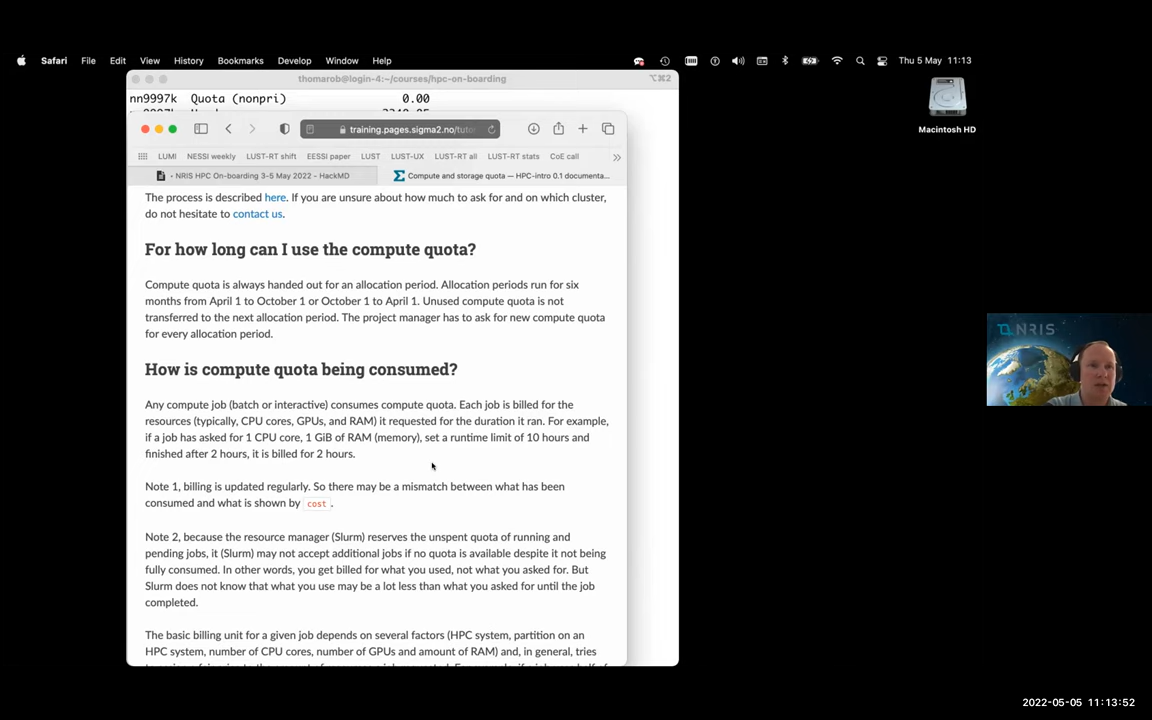 Safari File Edit View History Bookmarks Develop Window Help Thu 5 May 11:13
thomarob@login-4:~/courses/hpc-on-boarding ⌥⌘2
nn9997k Quota (nonpri) 0.00
training.pages.sigma2.no/tuto
LUMI NESSI weekly LUST-RT shift EESSI paper LUST LUST-UX LUST-RT all LUST-RT stats CoE call »
- NRIS HPC On-boarding 3-5 May 2022 - HackMD Compute and storage quota — HPC-intro 0.1 documenta...
Macintosh HD
The process is described here. If you are unsure about how much to ask for and on which cluster,
do not hesitate to contact us.
For how long can I use the compute quota?
Compute quota is always handed out for an allocation period. Allocation periods run for six
months from April 1 to October 1 or October 1 to April 1. Unused compute quota is not
transferred to the next allocation period. The project manager has to ask for new compute quota
for every allocation period.
How is compute quota being consumed?
Any compute job (batch or interactive) consumes compute quota. Each job is billed for the
resources (typically, CPU cores, GPUs, and RAM) it requested for the duration it ran. For example,
if a job has asked for 1 CPU core, 1 GiB of RAM (memory), set a runtime limit of 10 hours and
finished after 2 hours, it is billed for 2 hours.
Note 1, billing is updated regularly. So there may be a mismatch between what has been
consumed and what is shown by cost .
Note 2, because the resource manager (Slurm) reserves the unspent quota of running and
pending jobs, it (Slurm) may not accept additional jobs if no quota is available despite it not being
fully consumed. In other words, you get billed for what you used, not what you asked for. But
Slurm does not know that what you use may be a lot less than what you asked for until the job
completed.
The basic billing unit for a given job depends on several factors (HPC system, partition on an
HPC system, number of CPU cores, number of GPUs and amount of RAM) and, in general, tries
NRIS
2022-05-05 11:13:52